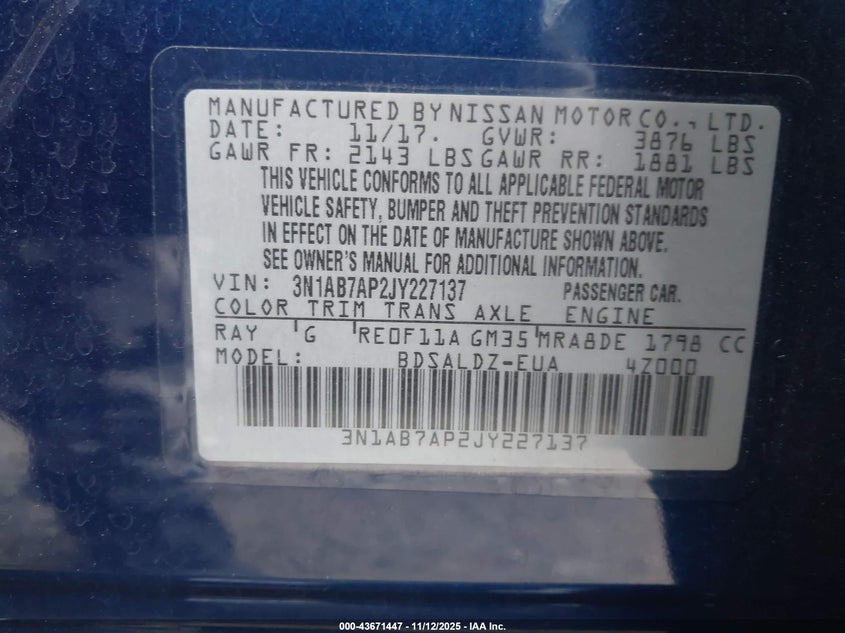 MANUFACTURED BY NISSAN MOTOR CO., LTD.
DATE: 11/17. GVWR: 3876 LBS
GAWR FR: 2143 LBS GAWR RR: 1881 LBS
THIS VEHICLE CONFORMS TO ALL APPLICABLE FEDERAL MOTOR
VEHICLE SAFETY, BUMPER AND THEFT PREVENTION STANDARDS
IN EFFECT ON THE DATE OF MANUFACTURE SHOWN ABOVE.
SEE OWNER'S MANUAL FOR ADDITIONAL INFORMATION.
VIN: 3N1AB7AP2JY227137 PASSENGER CAR.
COLOR TRIM TRANS AXLE ENGINE
RAY G RE0F11A GM35 MRA8DE 1798 CC
MODEL: BDSALDZ-EUA 4Z000
3N1AB7AP2JY227137
000-43671447 - 11/12/2025 - IAA Inc.